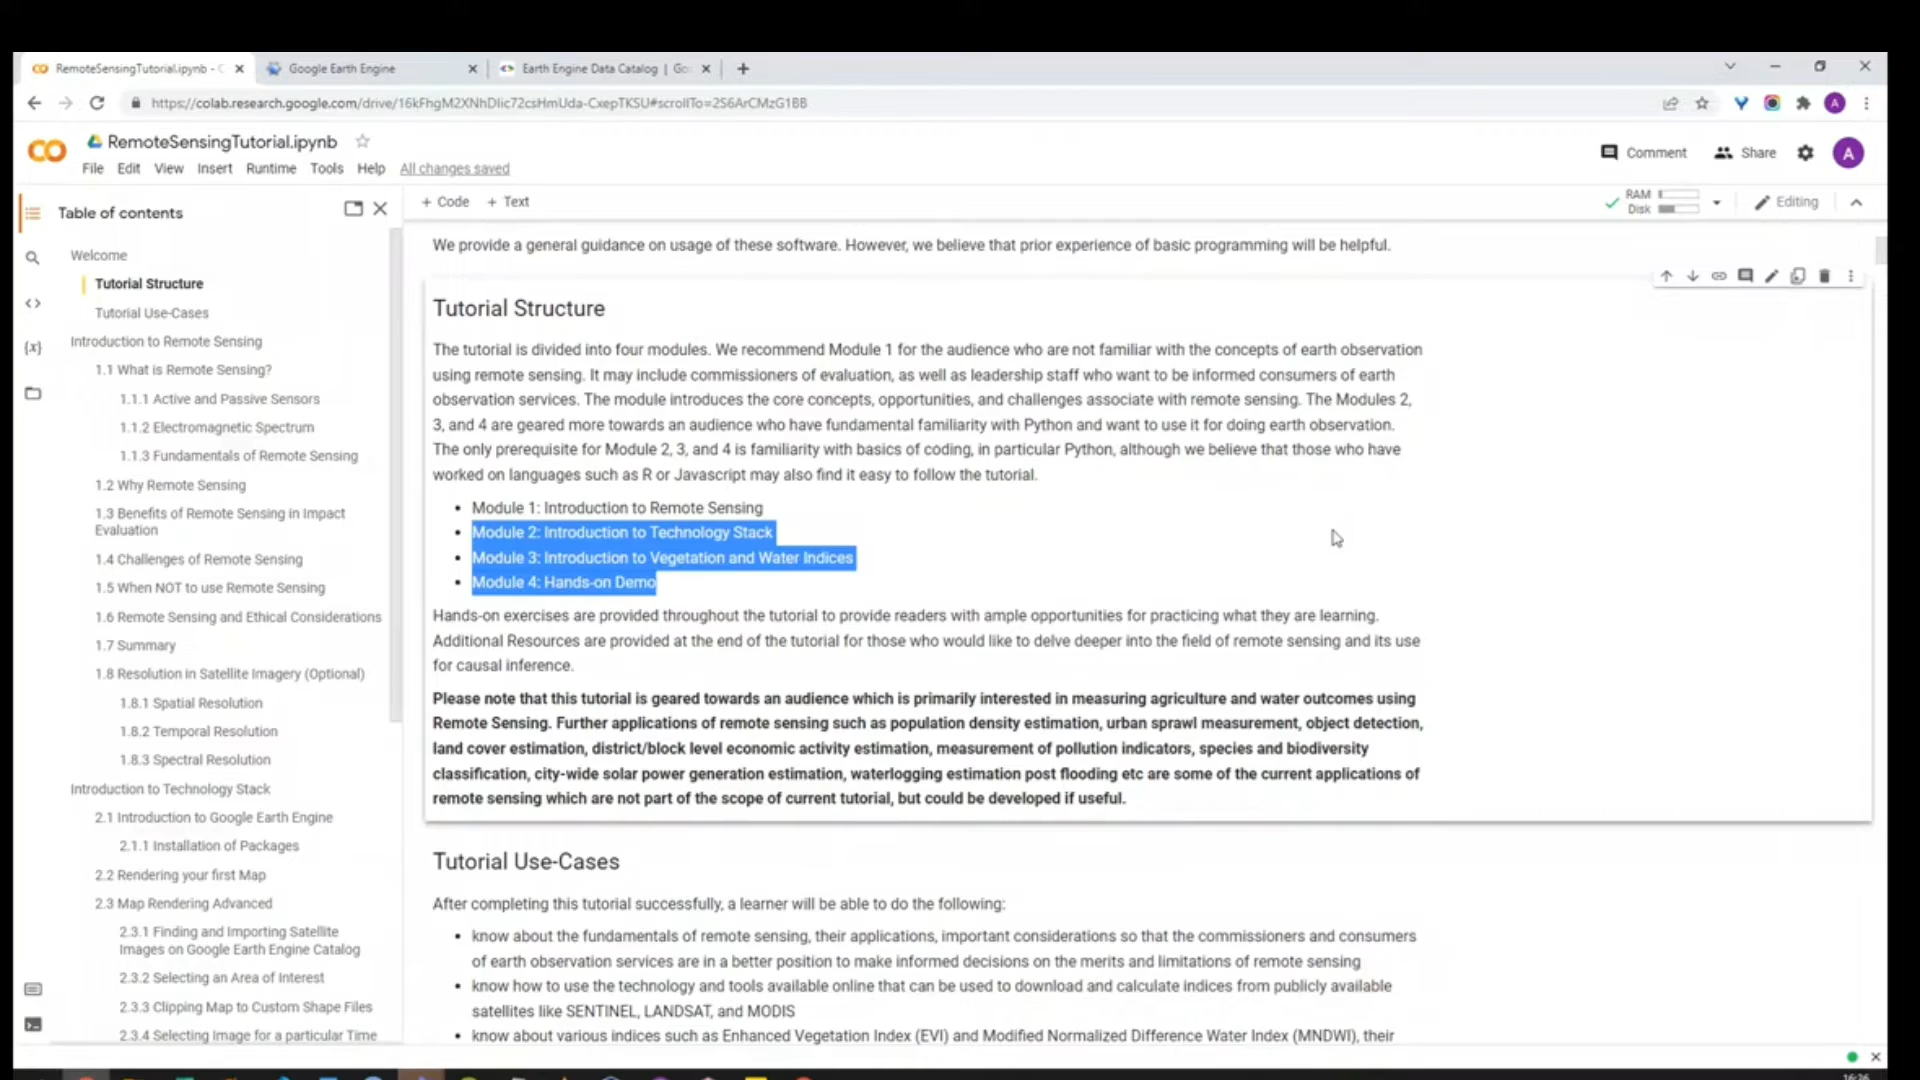 RemoteSensingTutorial.ipynb - C
Google Earth Engine
Earth Engine Data Catalog | Go
https://colab.research.google.com/drive/16kFhgM2XNhDlic72csHmUda-CxepTKSU#scrollTo=2S6ArCMzG1BB
RemoteSensingTutorial.ipynb
File Edit View Insert Runtime Tools Help All changes saved
Comment Share A
Table of contents
Welcome
Tutorial Structure
Tutorial Use-Cases
Introduction to Remote Sensing
1.1 What is Remote Sensing?
1.1.1 Active and Passive Sensors
1.1.2 Electromagnetic Spectrum
1.1.3 Fundamentals of Remote Sensing
1.2 Why Remote Sensing
1.3 Benefits of Remote Sensing in Impact
Evaluation
1.4 Challenges of Remote Sensing
1.5 When NOT to use Remote Sensing
1.6 Remote Sensing and Ethical Considerations
1.7 Summary
1.8 Resolution in Satellite Imagery (Optional)
1.8.1 Spatial Resolution
1.8.2 Temporal Resolution
1.8.3 Spectral Resolution
Introduction to Technology Stack
2.1 Introduction to Google Earth Engine
2.1.1 Installation of Packages
2.2 Rendering your first Map
2.3 Map Rendering Advanced
2.3.1 Finding and Importing Satellite
Images on Google Earth Engine Catalog
2.3.2 Selecting an Area of Interest
2.3.3 Clipping Map to Custom Shape Files
2.3.4 Selecting Image for a particular Time
+ Code + Text
RAM
Disk
Editing
We provide a general guidance on usage of these software. However, we believe that prior experience of basic programming will be helpful.
Tutorial Structure
The tutorial is divided into four modules. We recommend Module 1 for the audience who are not familiar with the concepts of earth observation
using remote sensing. It may include commissioners of evaluation, as well as leadership staff who want to be informed consumers of earth
observation services. The module introduces the core concepts, opportunities, and challenges associate with remote sensing. The Modules 2,
3, and 4 are geared more towards an audience who have fundamental familiarity with Python and want to use it for doing earth observation.
The only prerequisite for Module 2, 3, and 4 is familiarity with basics of coding, in particular Python, although we believe that those who have
worked on languages such as R or Javascript may also find it easy to follow the tutorial.
• Module 1: Introduction to Remote Sensing
• Module 2: Introduction to Technology Stack
• Module 3: Introduction to Vegetation and Water Indices
• Module 4: Hands-on Demo
Hands-on exercises are provided throughout the tutorial to provide readers with ample opportunities for practicing what they are learning.
Additional Resources are provided at the end of the tutorial for those who would like to delve deeper into the field of remote sensing and its use
for causal inference.
Please note that this tutorial is geared towards an audience which is primarily interested in measuring agriculture and water outcomes using
Remote Sensing. Further applications of remote sensing such as population density estimation, urban sprawl measurement, object detection,
land cover estimation, district/block level economic activity estimation, measurement of pollution indicators, species and biodiversity
classification, city-wide solar power generation estimation, waterlogging estimation post flooding etc are some of the current applications of
remote sensing which are not part of the scope of current tutorial, but could be developed if useful.
Tutorial Use-Cases
After completing this tutorial successfully, a learner will be able to do the following:
• know about the fundamentals of remote sensing, their applications, important considerations so that the commissioners and consumers
of earth observation services are in a better position to make informed decisions on the merits and limitations of remote sensing
• know how to use the technology and tools available online that can be used to download and calculate indices from publicly available
satellites like SENTINEL, LANDSAT, and MODIS
• know about various indices such as Enhanced Vegetation Index (EVI) and Modified Normalized Difference Water Index (MNDWI), their